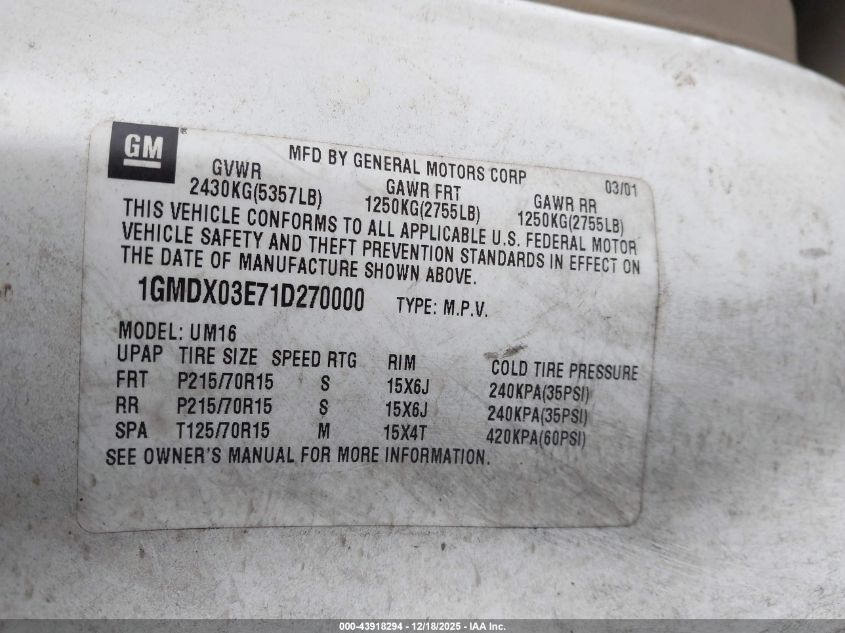 GM
MFD BY GENERAL MOTORS CORP 03/01
GVWR GAWR FRT GAWR RR
2430KG(5357LB) 1250KG(2755LB) 1250KG(2755LB)
THIS VEHICLE CONFORMS TO ALL APPLICABLE U.S. FEDERAL MOTOR
VEHICLE SAFETY AND THEFT PREVENTION STANDARDS IN EFFECT ON
THE DATE OF MANUFACTURE SHOWN ABOVE.
1GMDX03E71D270000 TYPE: M.P.V.
MODEL: UM16
UPAP TIRE SIZE SPEED RTG RIM COLD TIRE PRESSURE
FRT P215/70R15 S 15X6J 240KPA(35PSI)
RR P215/70R15 S 15X6J 240KPA(35PSI)
SPA T125/70R15 M 15X4T 420KPA(60PSI)
SEE OWNER'S MANUAL FOR MORE INFORMATION.
000-43918294 - 12/18/2025 - IAA Inc.